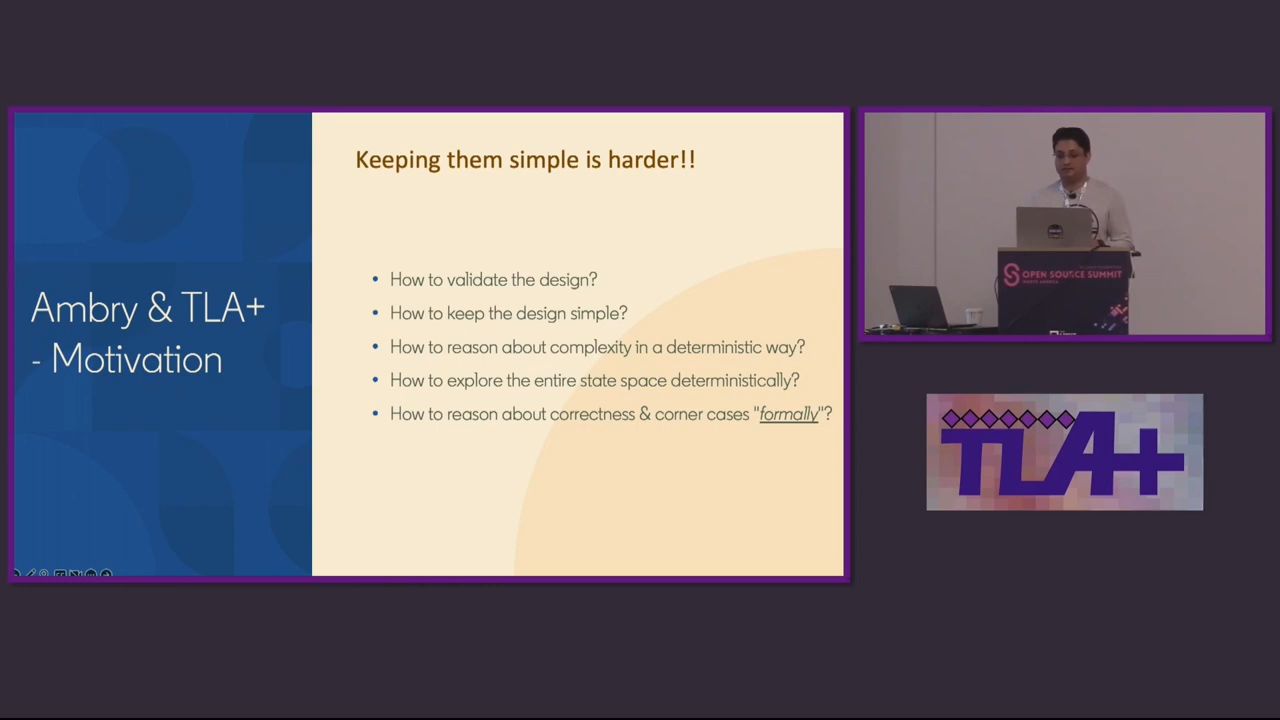 Ambry & TLA+
- Motivation
Keeping them simple is harder!!
• How to validate the design?
• How to keep the design simple?
• How to reason about complexity in a deterministic way?
• How to explore the entire state space deterministically?
• How to reason about correctness & corner cases "formally"?
OPEN SOURCE SUMMIT
NORTH AMERICA
TLA+